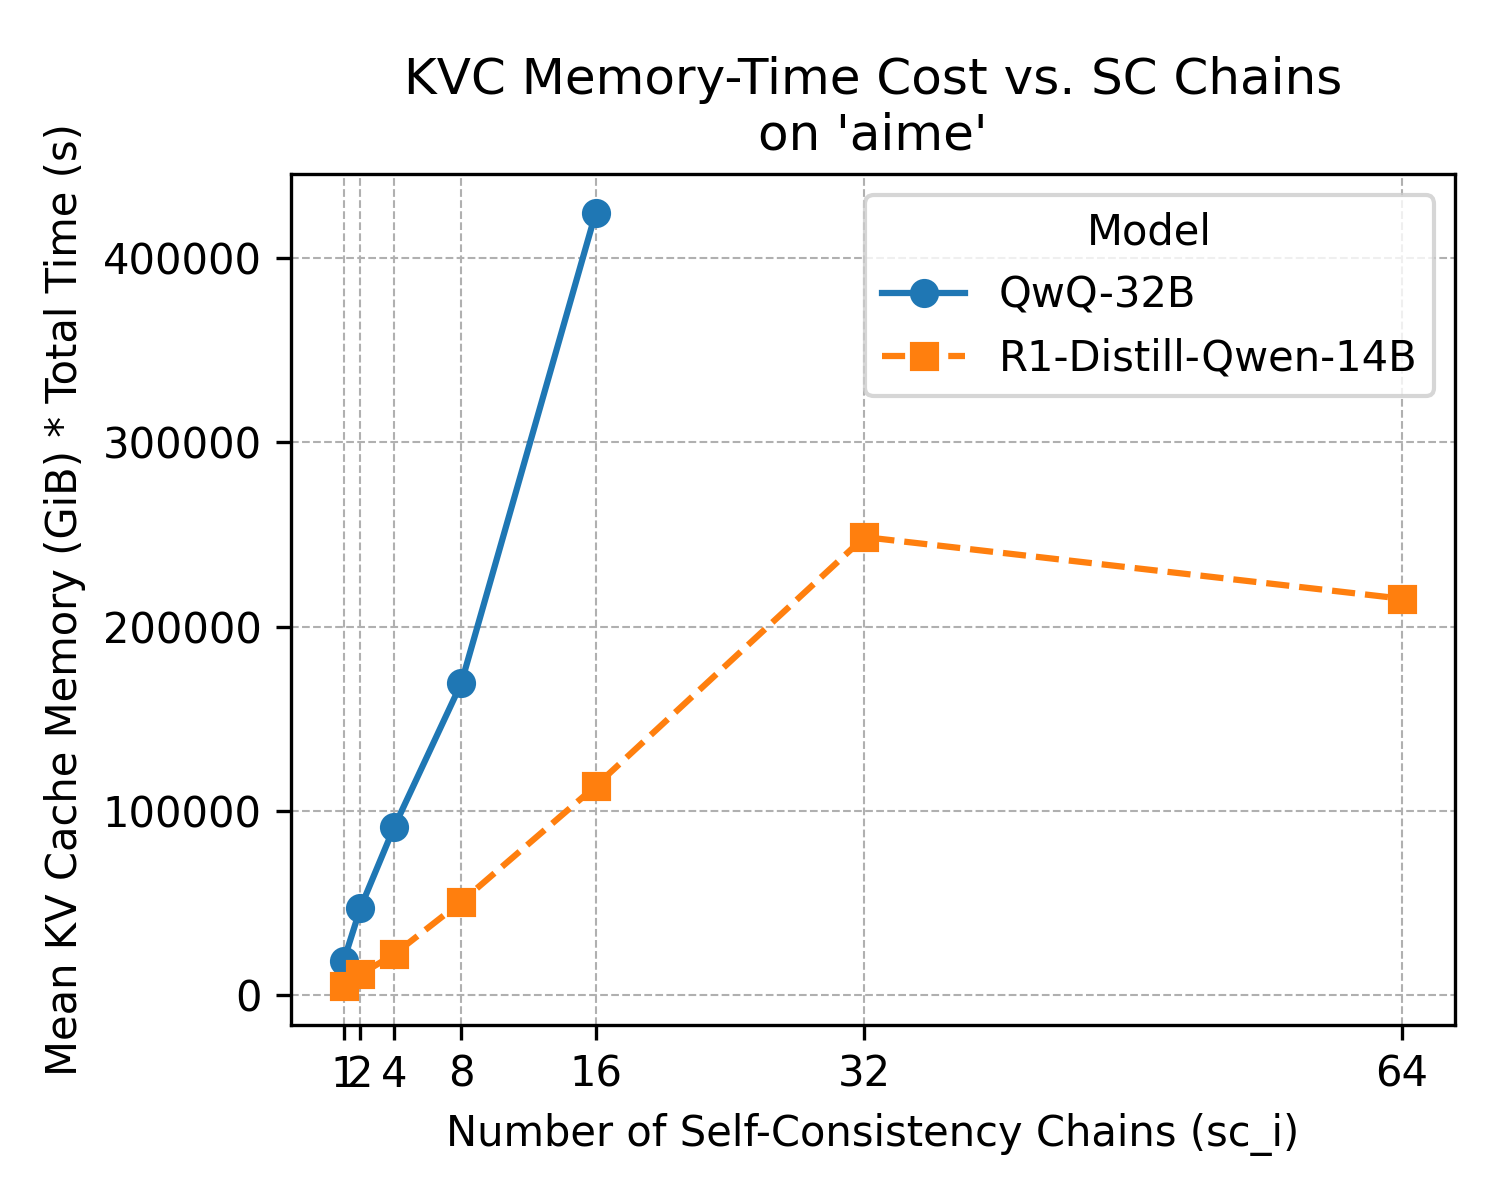 KVC Memory-Time Cost vs. SC Chains
on 'aime'
Mean KV Cache Memory (GiB) * Total Time (s)
400000
300000
200000
100000
0
Model
QwQ-32B
R1-Distill-Qwen-14B
1 2 4 8 16 32 64
Number of Self-Consistency Chains (sc_i)